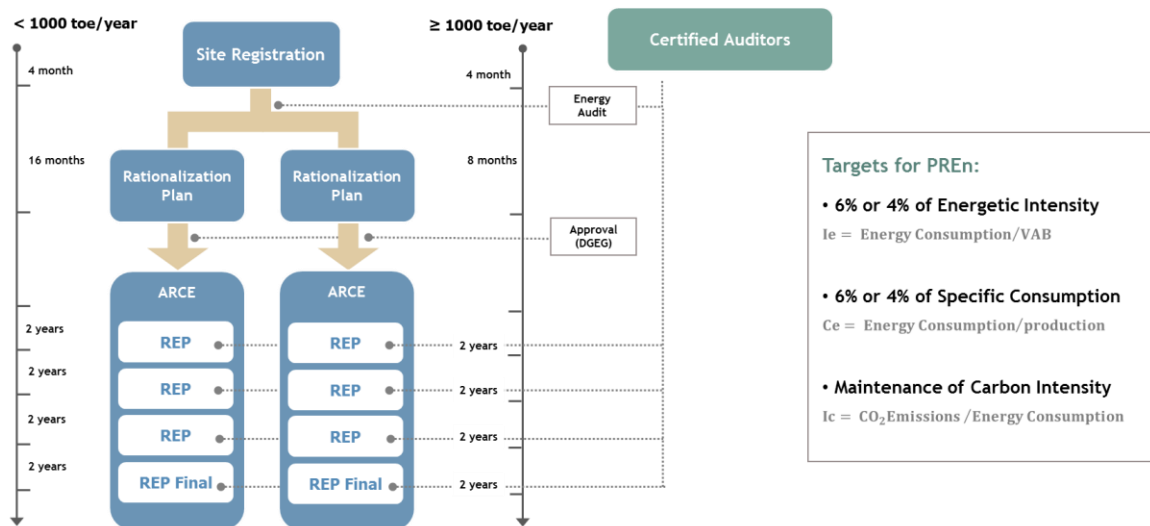 < 1000 toe/year
≥ 1000 toe/year
Site Registration
Certified Auditors
4 month
4 month
Energy
Audit
16 months
8 months
Rationalization
Plan
Rationalization
Plan
Approval
(DGEG)
ARCE
ARCE
2 years
REP
REP
2 years
2 years
REP
REP
2 years
2 years
REP
REP
2 years
2 years
REP Final
REP Final
2 years
Targets for PREn:
• 6% or 4% of Energetic Intensity
Ie = Energy Consumption/VAB
• 6% or 4% of Specific Consumption
Ce = Energy Consumption/production
• Maintenance of Carbon Intensity
Ic = CO₂Emissions /Energy Consumption